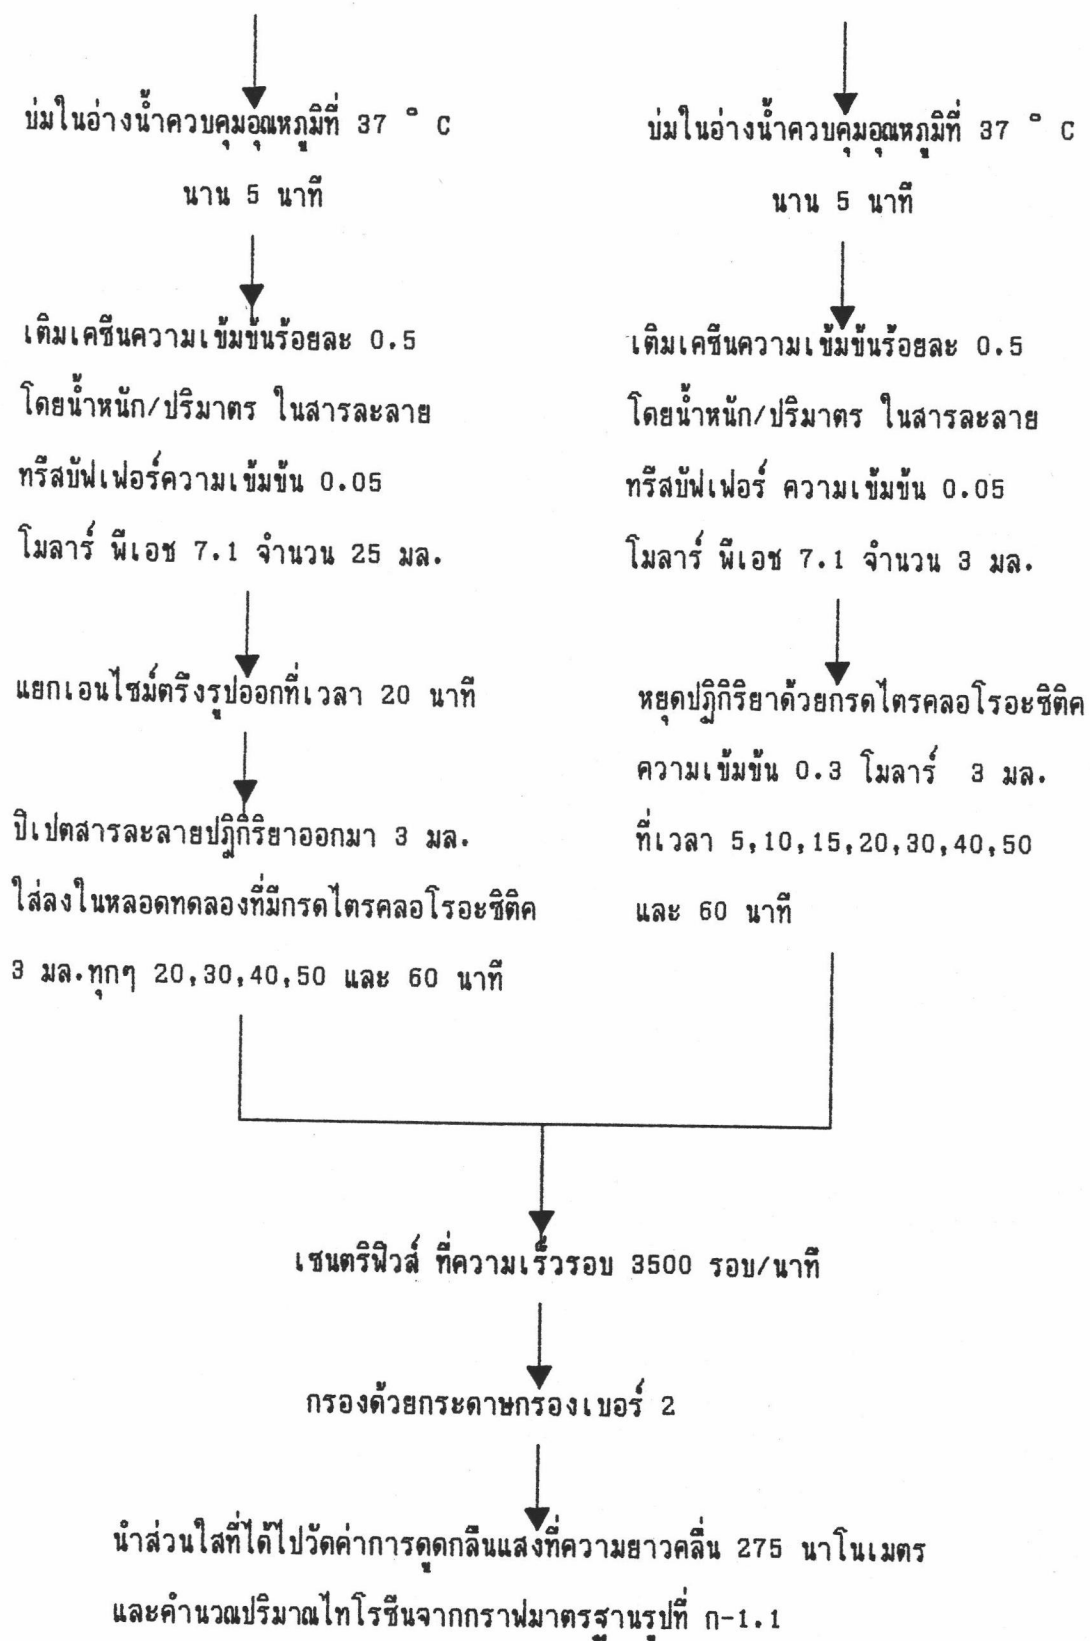 บ่มในอ่างน้ำควบคุมอุณหภูมิที่ 37 ° C
นาน 5 นาที
เติมเคซีนความเข้มข้นร้อยละ 0.5
โดยน้ำหนัก/ปริมาตร ในสารละลาย
ทรีสบัฟเฟอร์ความเข้มข้น 0.05
โมลาร์ พีเอช 7.1 จำนวน 25 มล.
แยกเอนไซม์ตรึงรูปออกที่เวลา 20 นาที
ปิเปตสารละลายปฏิกิริยาออกมา 3 มล.
ใส่ลงในหลอดทดลองที่มีกรดไตรคลอโรอะซิติค
3 มล.ทุกๆ 20,30,40,50 และ 60 นาที
บ่มในอ่างน้ำควบคุมอุณหภูมิที่ 37 ° C
นาน 5 นาที
เติมเคซีนความเข้มข้นร้อยละ 0.5
โดยน้ำหนัก/ปริมาตร ในสารละลาย
ทรีสบัฟเฟอร์ ความเข้มข้น 0.05
โมลาร์ พีเอช 7.1 จำนวน 3 มล.
หยุดปฏิกิริยาด้วยกรดไตรคลอโรอะซิติค
ความเข้มข้น 0.3 โมลาร์ 3 มล.
ที่เวลา 5,10,15,20,30,40,50
และ 60 นาที
เซนตริฟิวส์ ที่ความเร็วรอบ 3500 รอบ/นาที
กรองด้วยกระดาษกรองเบอร์ 2
นำส่วนใสที่ได้ไปวัดค่าการดูดกลืนแสงที่ความยาวคลื่น 275 นาโนเมตร
และคำนวณปริมาณไทโรซีนจากกราฟมาตรฐานรูปที่ ก-1.1